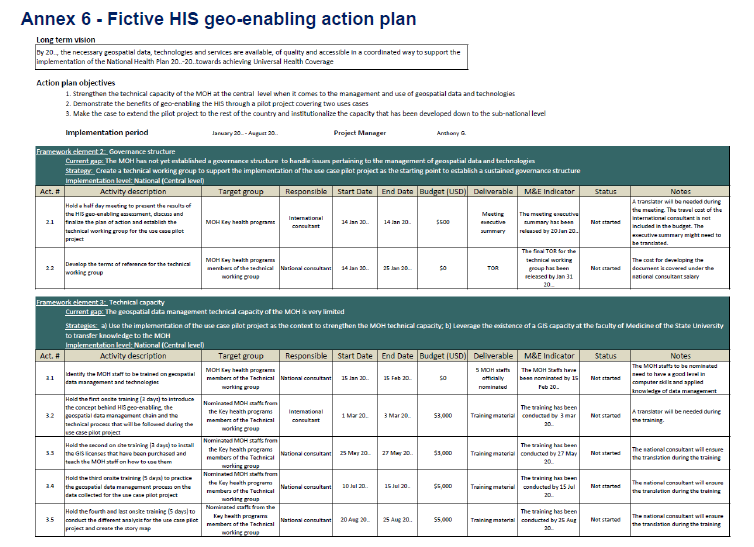 Annex 6 - Fictive HIS geo-enabling action plan
Long term vision
By 20.., the necessary geospatial data, technologies and services are available, of quality and accessible in a coordinated way to support the
implementation of the National Health Plan 20..-20..towards achieving Universal Health Coverage
Action plan objectives
1. Strengthen the technical capacity of the MOH at the central level when it comes to the management and use of geospatial data and technologies
2. Demonstrate the benefits of geo-enabling the HIS through a pilot project covering two uses cases
3. Make the case to extend the pilot project to the rest of the country and institutionalize the capacity that has been developed down to the sub-national level
Implementation period January 20.. - August 20.. Project Manager Anthony G.
Framework element 2: Governance structure
Current gap: The MOH has not yet established a governance structure to handle issues pertaining to the management of geospatial data and technologies
Strategy: Create a technical working group to support the implementation of the use case pilot project as the starting point to establish a sustained governance structure
Implementation level: National (Central level)
Act. # Activity description Target group Responsible Start Date End Date Budget (USD) Deliverable M&E Indicator Status Notes
2.1
Hold a half day meeting to present the results of
the HIS geo-enabling assessment, discuss and
finalize the plan of action and establish the
technical working group for the use case pilot
project
MOH Key health programs
International
consultant
14 Jan 20..
14 Jan 20..
$500
Meeting
executive
summary
The meeting executive
summary has been
released by 20 Jan 20..
Not started
A translator will be needed during
the meeting. The travel cost of the
international consultant is not
included in the budget. The
executive summary might need to
be translated.
2.2
Develop the terms of reference for the technical
working group
MOH Key health programs
members of the technical
working group
National consultant
14 Jan 20..
25 Jan 20..
$0
TOR
The final TOR for the
technical working
group has been
released by Jan 31
20..
Not started
The cost for developing the
document is covered under the
national consultant salary
Framework element 3: Technical capacity
Current gap: The geospatial data management technical capacity of the MOH is very limited
Strategies: a) Use the implementation of the use case pilot project as the context to strengthen the MOH technical capacity; b) Leverage the existence of a GIS capacity at the faculty of Medicine of the State University
to transfer knowledge to the MOH
Implementation level: National (Central level)
Act. # Activity description Target group Responsible Start Date End Date Budget (USD) Deliverable M&E Indicator Status Notes
3.1
Identify the MOH staff to be trained on geospatial
data management and technologies
MOH Key health programs
members of the Technical
working group
National consultant
15 Jan 20..
15 Feb 20..
$0
5 MOH staffs
officially
nominated
The MOH Staffs have
been nominated by 15
Feb 20..
Not started
The MOH staffs to be nominated
need to have a good level in
computer skills and applied
knowledge of data management
3.2
Hold the first onsite training (3 days) to introduce
the concept behind HIS geo-enabling, the
geospatial data management chain and the
technical process that will be followed during the
use case pilot project
Nominated MOH staffs from
the Key health programs
members of the Technical
working group
International
consultant
1 Mar 20..
3 Mar 20..
$3,000
Training material
The training has been
conducted by 3 mar
20..
Not started
A translator will be needed during
the training.
3.3
Hold the second on site training (3 days) to install
the GIS licenses that have been purchased and
teach the MOH staff on how to use them
Nominated MOH staffs from
the Key health programs
members of the Technical
working group
National consultant
25 May 20..
27 May 20..
$3,000
Training material
The training has been
conducted by 27 May
20..
Not started
The national consultant will ensure
the translation during the training
3.4
Hold the third onsite training (5 days) to practice
the geospatial data management process on the
data collected for the use case pilot project
Nominated MOH staffs from
the Key health programs
members of the Technical
working group
National consultant
10 Jul 20..
15 Jul 20..
$5,000
Training material
The training has been
conducted by 15 Jul
20..
Not started
The national consultant will ensure
the translation during the training
3.5
Hold the fourth and last onsite training (5 days) to
conduct the different analysis for the use case pilot
project and create the story map
Nominated staffs from the
Key health programs
members of the Technical
working group
National consultant
20 Aug 20..
25 Aug 20..
$5,000
Training material
The training has been
conducted by 25 Aug
20..
Not started
The national consultant will ensure
the translation during the training